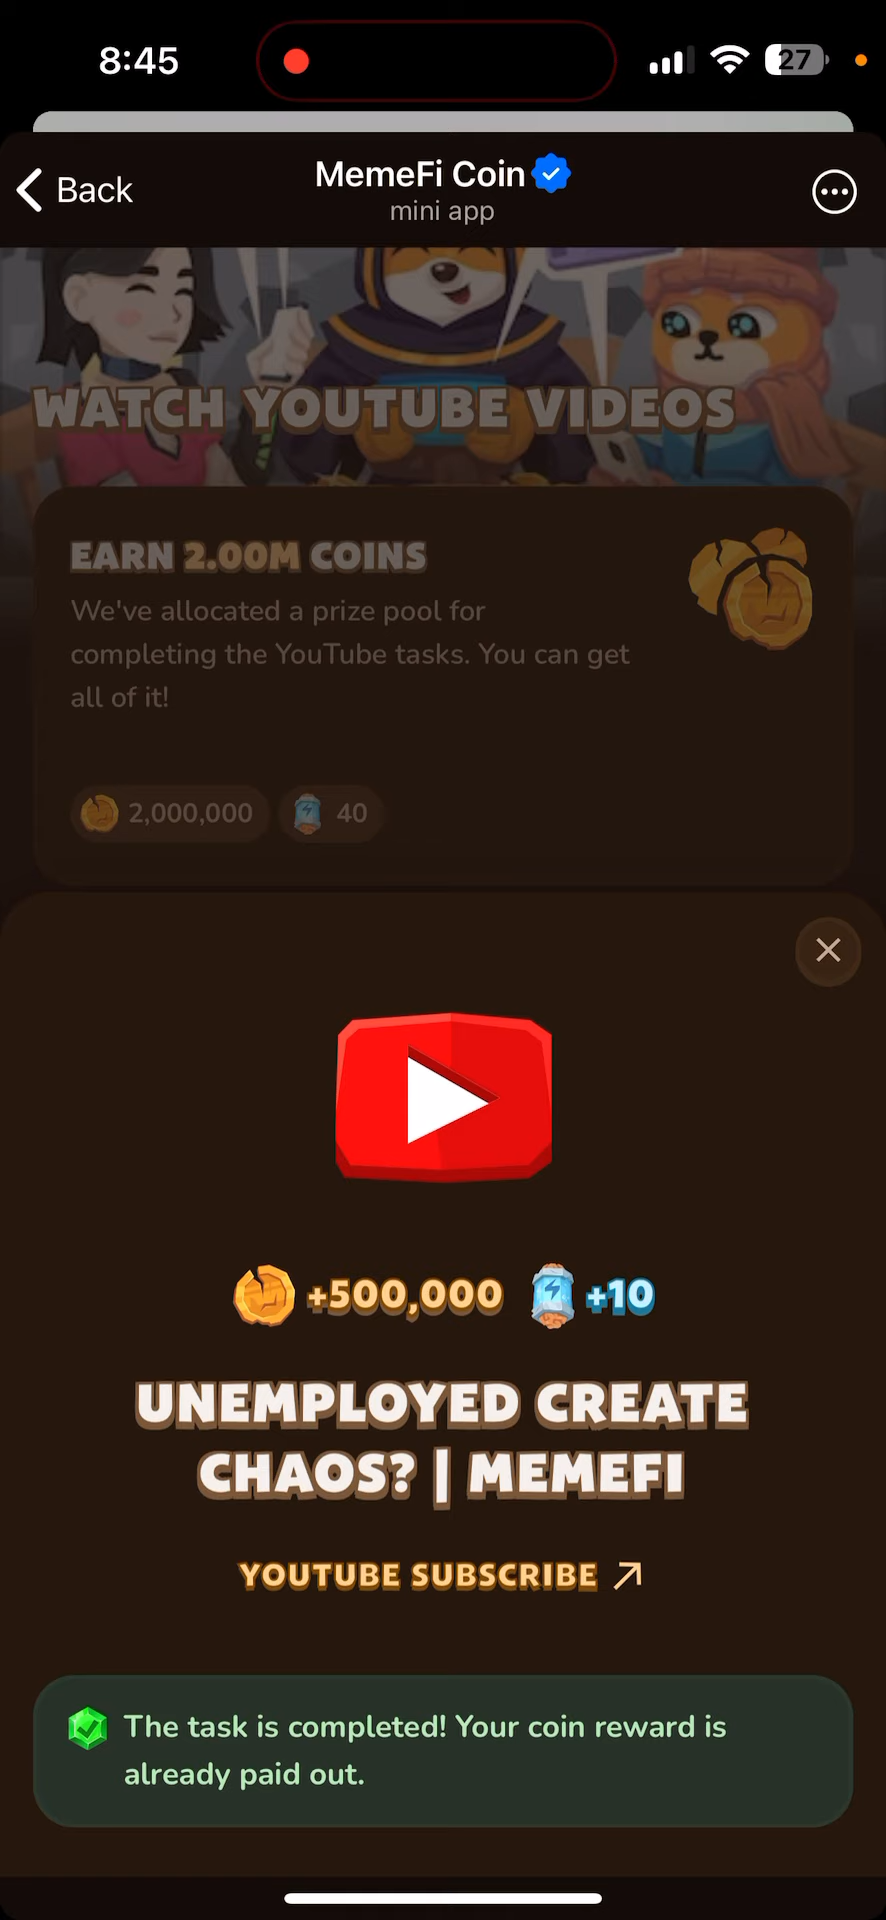 8:45
27
Back
MemeFi Coin
mini app
WATCH YOUTUBE VIDEOS
EARN 2.00M COINS
We've allocated a prize pool for
completing the YouTube tasks. You can get
all of it!
2,000,000 40
+500,000 +10
UNEMPLOYED CREATE
CHAOS? | MEMEFI
YOUTUBE SUBSCRIBE
The task is completed! Your coin reward is
already paid out.